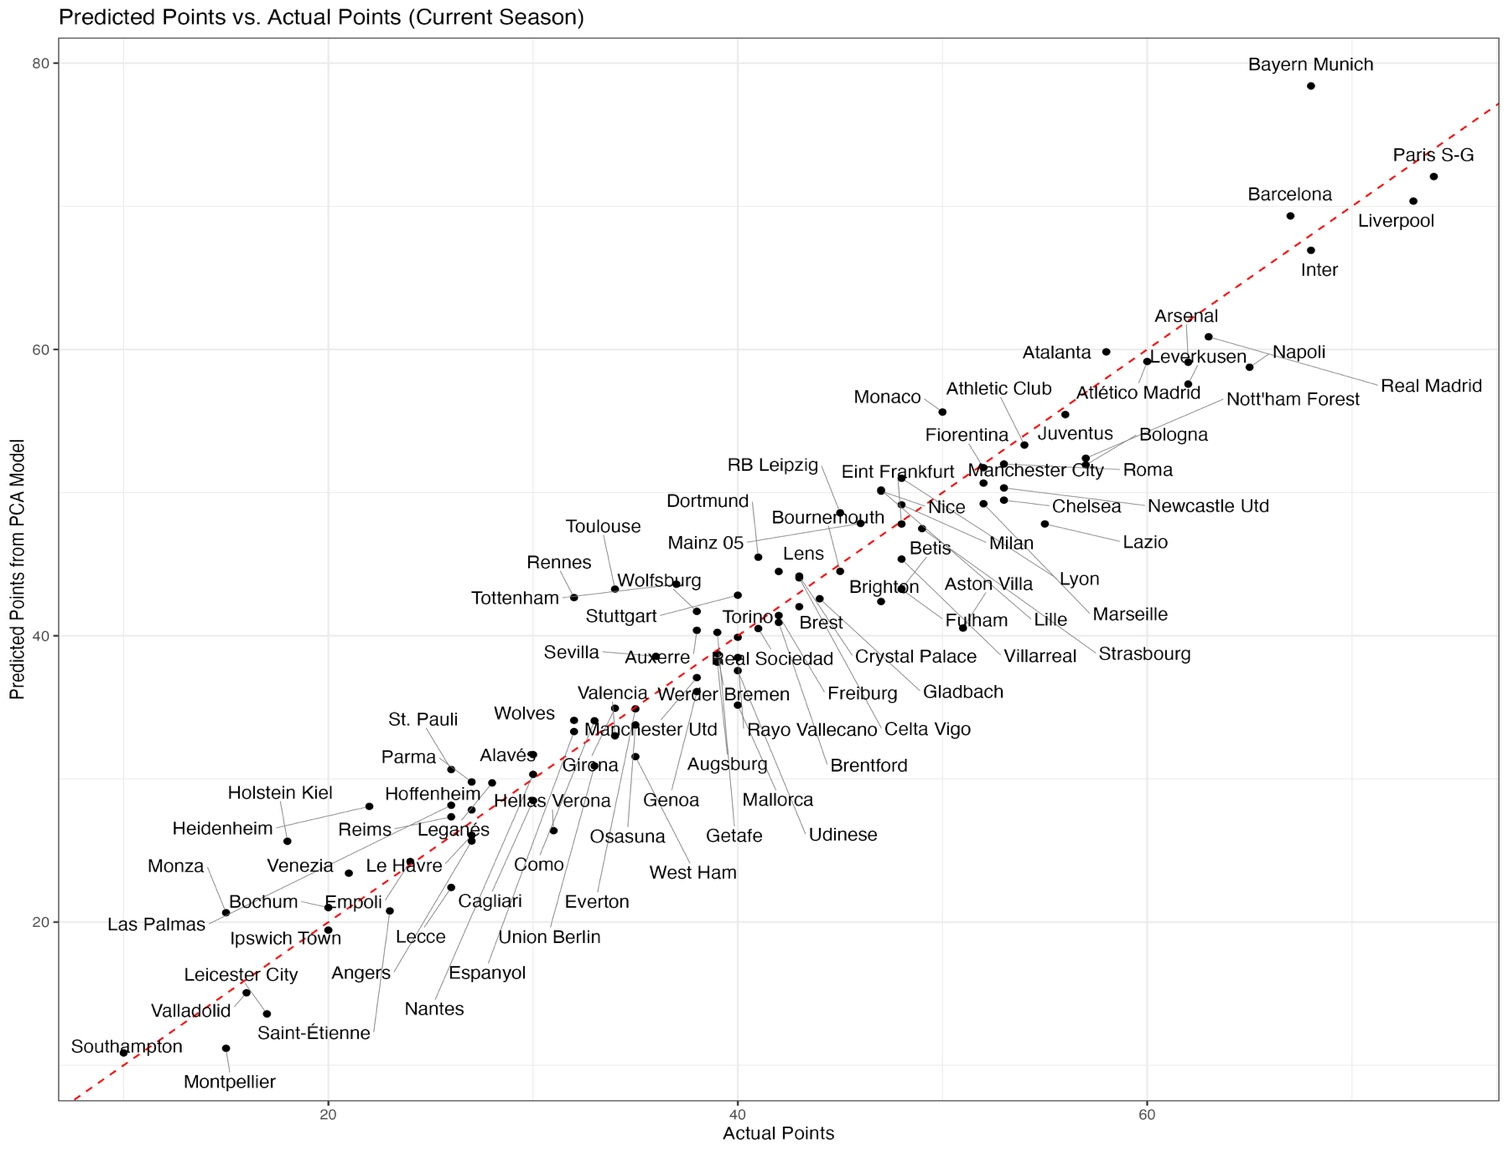 Predicted Points vs. Actual Points (Current Season)
80
Bayern Munich
Paris S-G
Barcelona
Liverpool
Inter
Arsenal
60
Atalanta
Leverkusen
Napoli
Real Madrid
Athletic Club
Atlético Madrid
Monaco
Nott'ham Forest
Fiorentina
Juventus
Bologna
RB Leipzig
Eint Frankfurt
Manchester City
Roma
Dortmund
Nice
Chelsea
Newcastle Utd
Toulouse
Bournemouth
Mainz 05
Milan
Lazio
Rennes
Lens
Betis
Wolfsburg
Lyon
Tottenham
Brighton
Aston Villa
Stuttgart
Torino
Brest
Fulham
Lille
Marseille
40
Sevilla
Auxerre
Real Sociedad
Crystal Palace
Villarreal
Strasbourg
Valencia
Werder Bremen
Freiburg
Gladbach
St. Pauli
Wolves
Manchester Utd
Rayo Vallecano
Celta Vigo
Parma
Alavés
Girona
Augsburg
Brentford
Holstein Kiel
Hoffenheim
Hellas Verona
Genoa
Mallorca
Heidenheim
Reims
Leganés
Osasuna
Getafe
Udinese
Monza
Venezia
Le Havre
Como
West Ham
Bochum
Empoli
Cagliari
Everton
20
Las Palmas
Ipswich Town
Lecce
Union Berlin
Leicester City
Angers
Espanyol
Valladolid
Nantes
Saint-Étienne
Southampton
Montpellier
20
40
60
Actual Points
Predicted Points from PCA Model